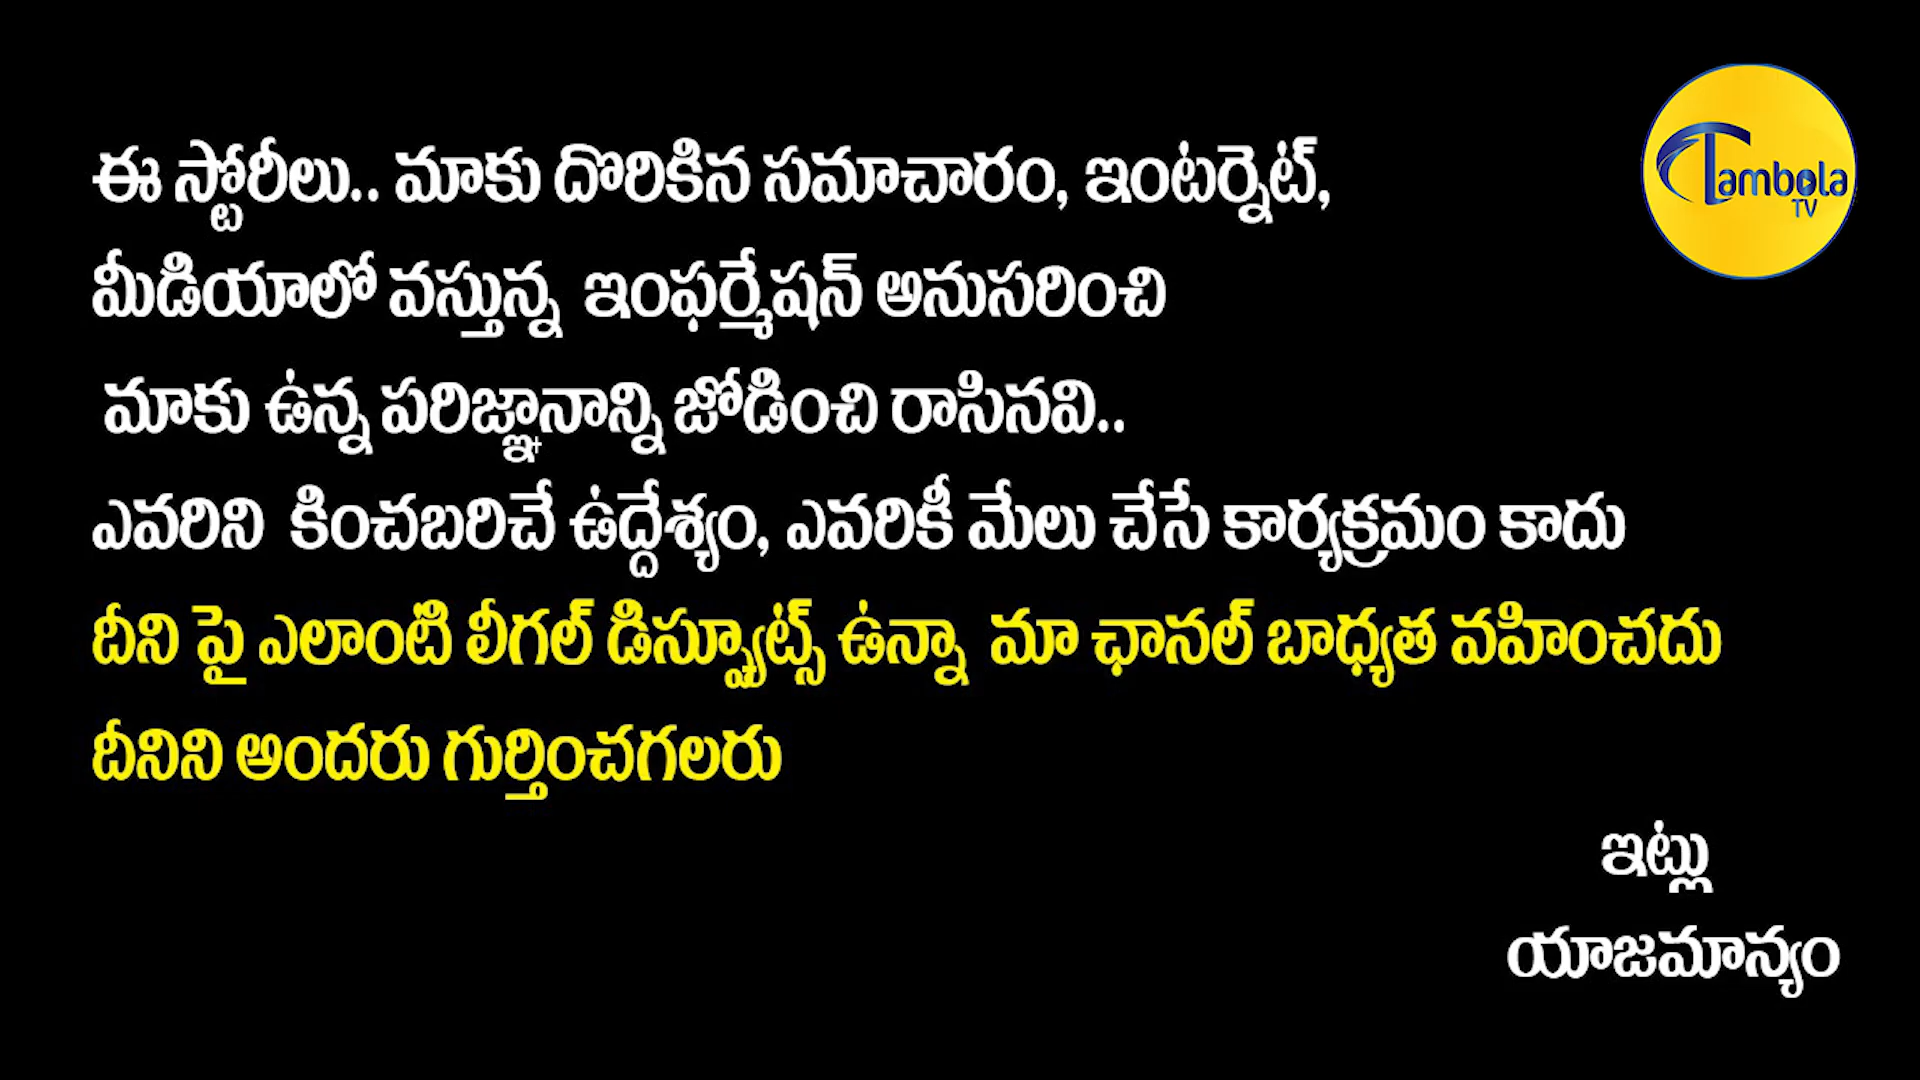 Tambola
TV
ఈ స్టోరీలు.. మాకు దొరికిన సమాచారం, ఇంటర్నెట్,
మీడియాలో వస్తున్న ఇంఫర్మేషన్ అనుసరించి
మాకు ఉన్న పరిజ్ఞానాన్ని జోడించి రాసినవి..
ఎవరిని కించబరిచే ఉద్దేశ్యం, ఎవరికీ మేలు చేసే కార్యక్రమం కాదు
దీని పై ఎలాంటి లీగల్ డిస్ప్యూట్స్ ఉన్నా మా ఛానల్ బాధ్యత వహించదు
దీనిని అందరు గుర్తించగలరు
ఇట్లు
యాజమాన్యం